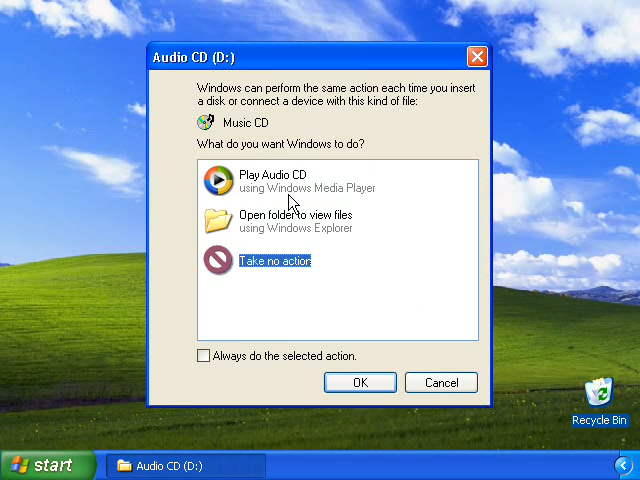 Audio CD (D:)
Windows can perform the same action each time you insert
a disk or connect a device with this kind of file:
Music CD
What do you want Windows to do?
Play Audio CD
using Windows Media Player
Open folder to view files
using Windows Explorer
Take no action
Always do the selected action.
OK
Cancel
Recycle Bin
start
Audio CD (D:)